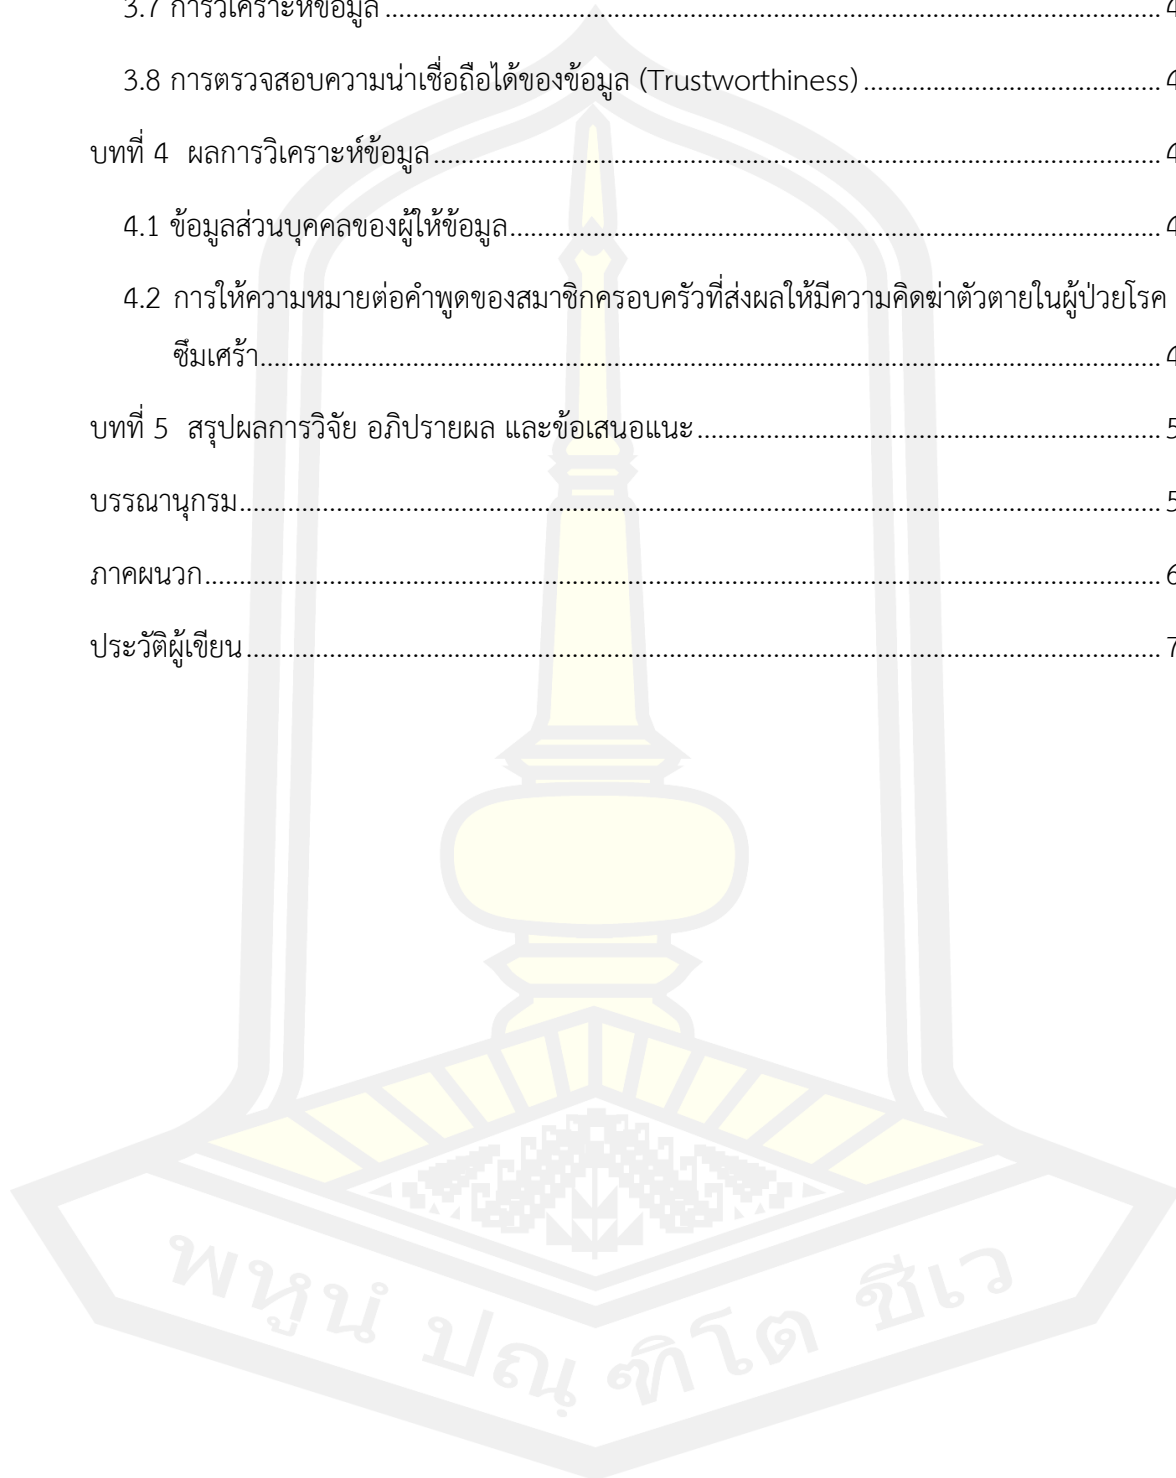 3.7 การวิเคราะห์ข้อมูล ........................................................................................................ 4
3.8 การตรวจสอบความน่าเชื่อถือได้ของข้อมูล (Trustworthiness) ........................................ 4
บทที่ 4 ผลการวิเคราะห์ข้อมูล ................................................................................................ 4
4.1 ข้อมูลส่วนบุคคลของผู้ให้ข้อมูล ........................................................................................ 4
4.2 การให้ความหมายต่อคำพูดของสมาชิกครอบครัวที่ส่งผลให้มีความคิดฆ่าตัวตายในผู้ป่วยโรค
ซึมเศร้า ........................................................................................................................ 4
บทที่ 5 สรุปผลการวิจัย อภิปรายผล และข้อเสนอแนะ ............................................................ 5
บรรณานุกรม ........................................................................................................................ 5
ภาคผนวก ............................................................................................................................ 6
ประวัติผู้เขียน ........................................................................................................................ 7
พหูนํ ปณฺฑิโต ชีเว